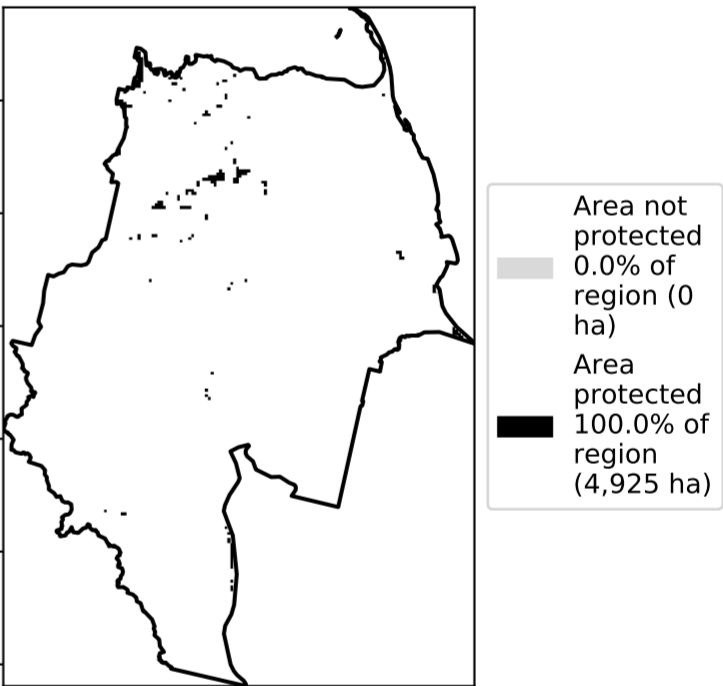 Area not
protected
0.0% of
region (0
ha)
Area
protected
100.0% of
region
(4,925 ha)